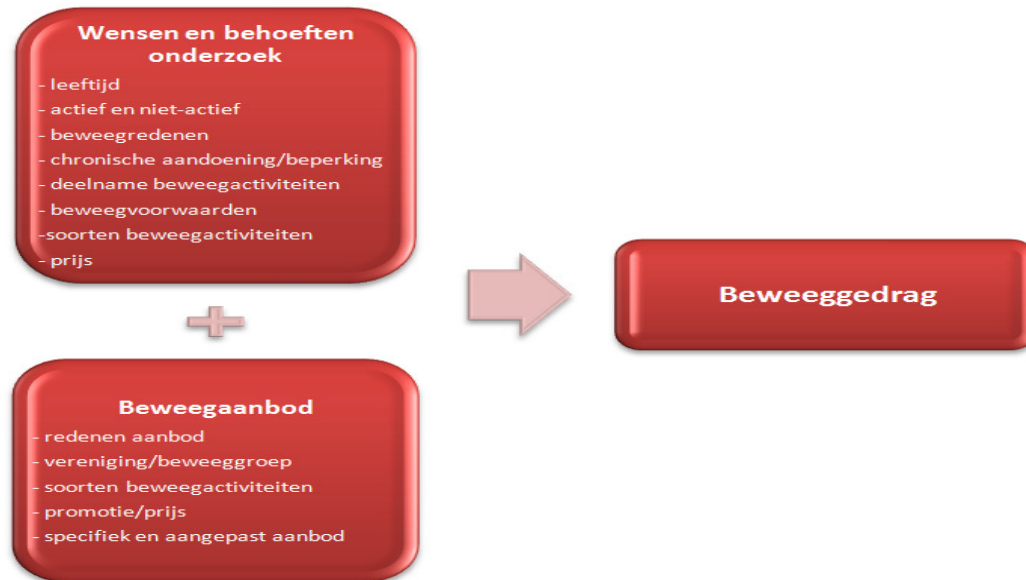 Wensen en behoeften
onderzoek
- leeftijd
- actief en niet-actief
- beweegredenen
- chronische aandoening/beperking
- deelname beweegactiviteiten
- beweegvoorwaarden
-soorten beweegactiviteiten
- prijs
Beweegaanbod
- redenen aanbod
- vereniging/beweeggroep
- soorten beweegactiviteiten
- promotie/prijs
- specifiek en aangepast aanbod
Beweeggedrag